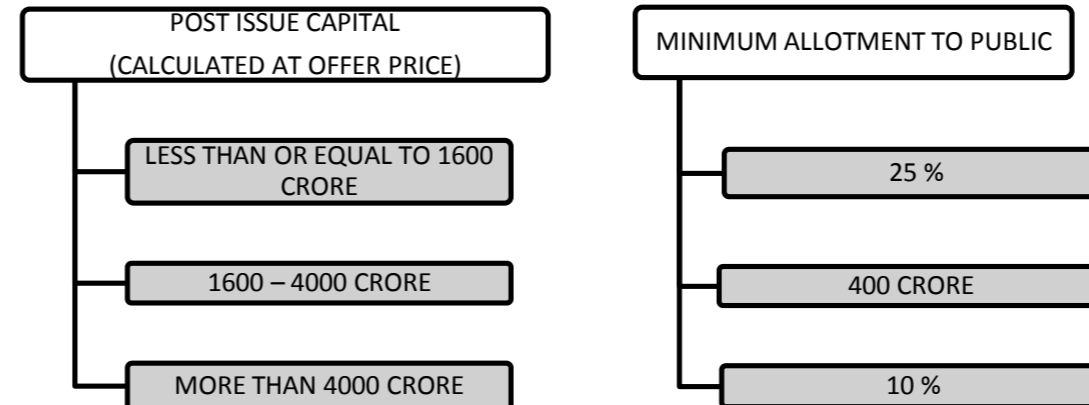 POST ISSUE CAPITAL
(CALCULATED AT OFFER PRICE)
LESS THAN OR EQUAL TO 1600
CRORE
1600 – 4000 CRORE
MORE THAN 4000 CRORE
MINIMUM ALLOTMENT TO PUBLIC
25 %
400 CRORE
10 %